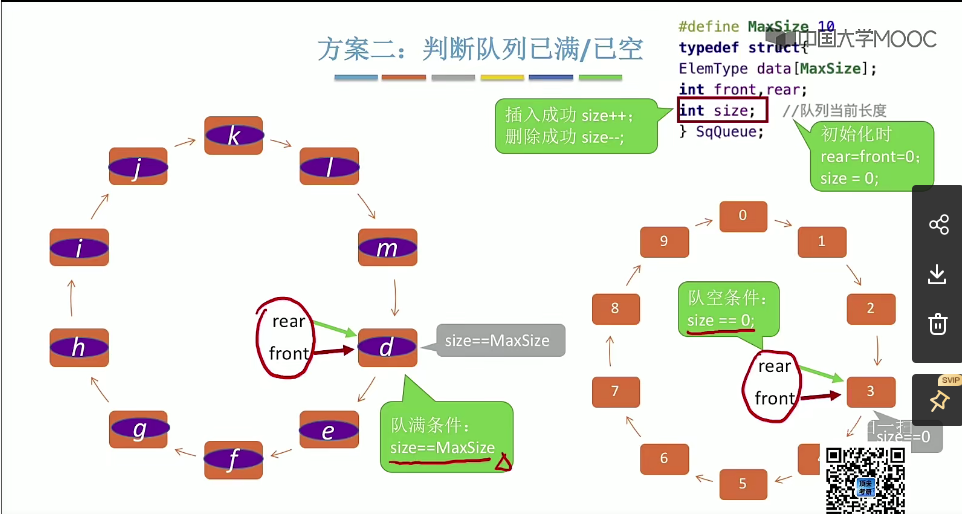 #define MaxSize 10
中国大学MOOC
方案二：判断队列已满/已空
typedef struct{
ElemType data[MaxSize];
int front,rear;
int size; //队列当前长度
} SqQueue;
插入成功 size++；
删除成功 size--;
初始化时
rear=front=0；
size = 0;
k
l
m
d
e
f
g
h
i
j
rear
front
size==MaxSize
队满条件：
size==MaxSize
0
1
2
3
5
6
7
8
9
队空条件：
size == 0;
rear
front
size==0
SVIP